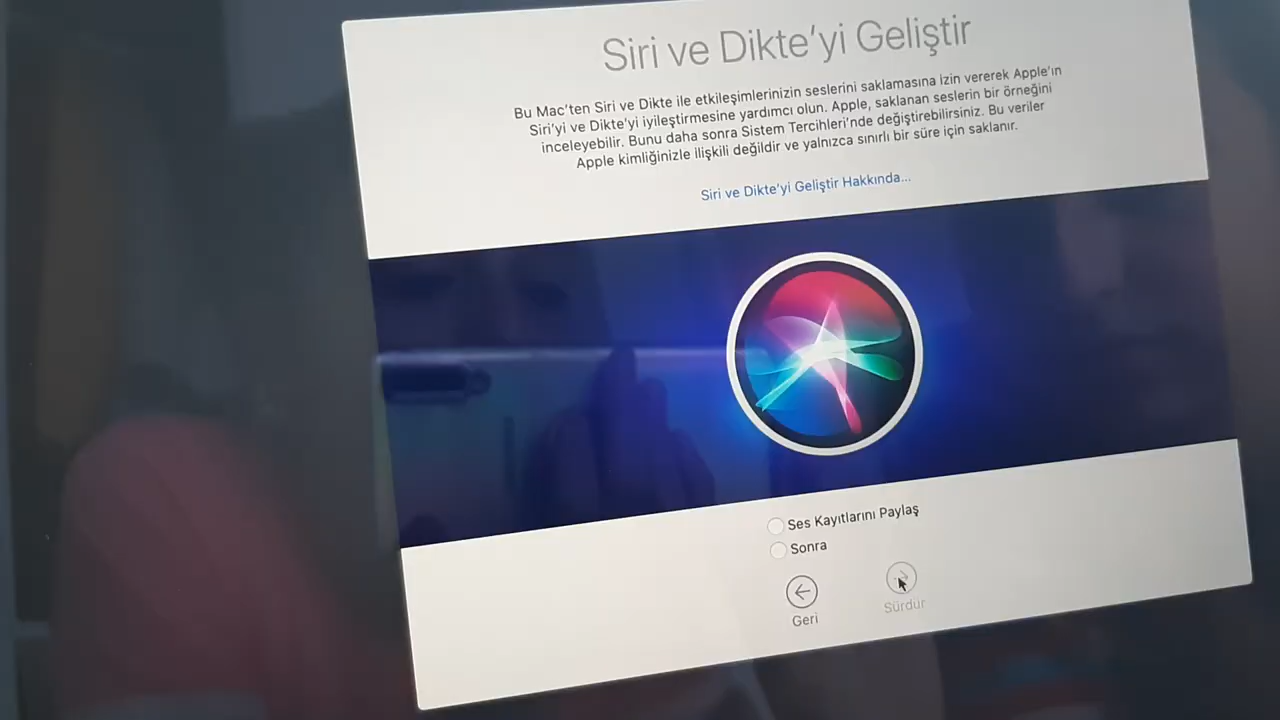 Siri ve Dikte'yi Geliştir
Bu Mac'ten Siri ve Dikte ile etkileşimlerinizin seslerini saklamasına izin vererek Apple'ın
Siri'yi ve Dikte'yi iyileştirmesine yardımcı olun. Apple, saklanan seslerin bir örneğini
inceleyebilir. Bunu daha sonra Sistem Tercihleri'nde değiştirebilirsiniz. Bu veriler
Apple kimliğinizle ilişkili değildir ve yalnızca sınırlı bir süre için saklanır.
Siri ve Dikte'yi Geliştir Hakkında...
Ses Kayıtlarını Paylaş
Sonra
Geri
Sürdür